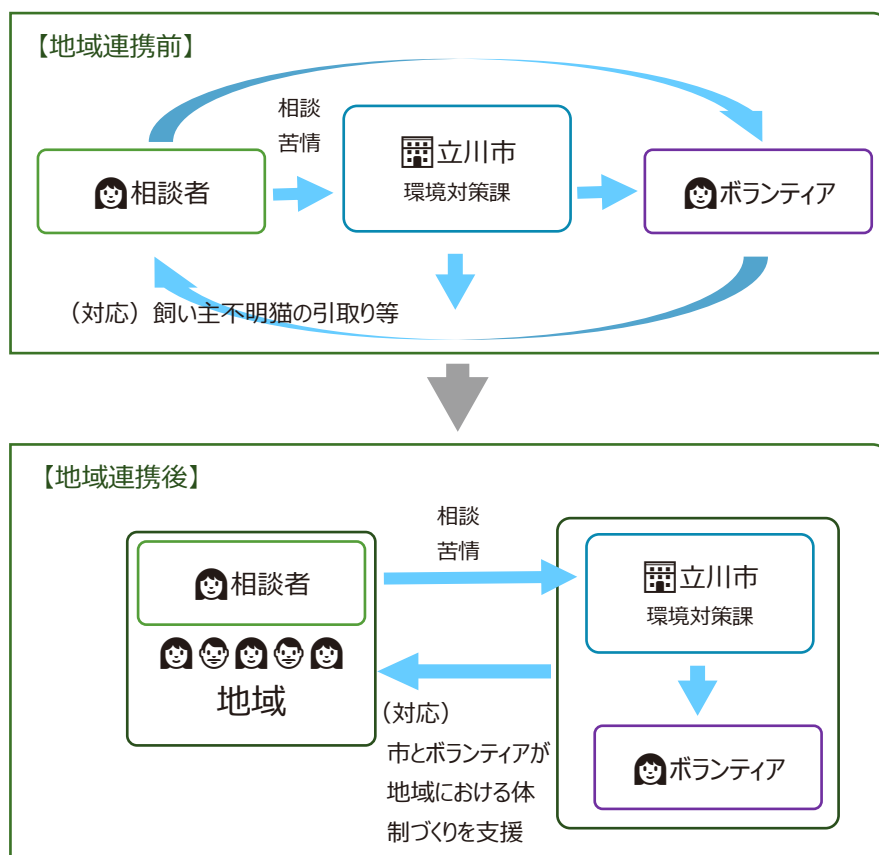 【地域連携前】
相談
苦情
相談者
立川市
環境対策課
ボランティア
（対応）飼い主不明猫の引取り等
【地域連携後】
相談
苦情
相談者
地域
立川市
環境対策課
（対応）
市とボランティアが
地域における体
制づくりを支援
ボランティア